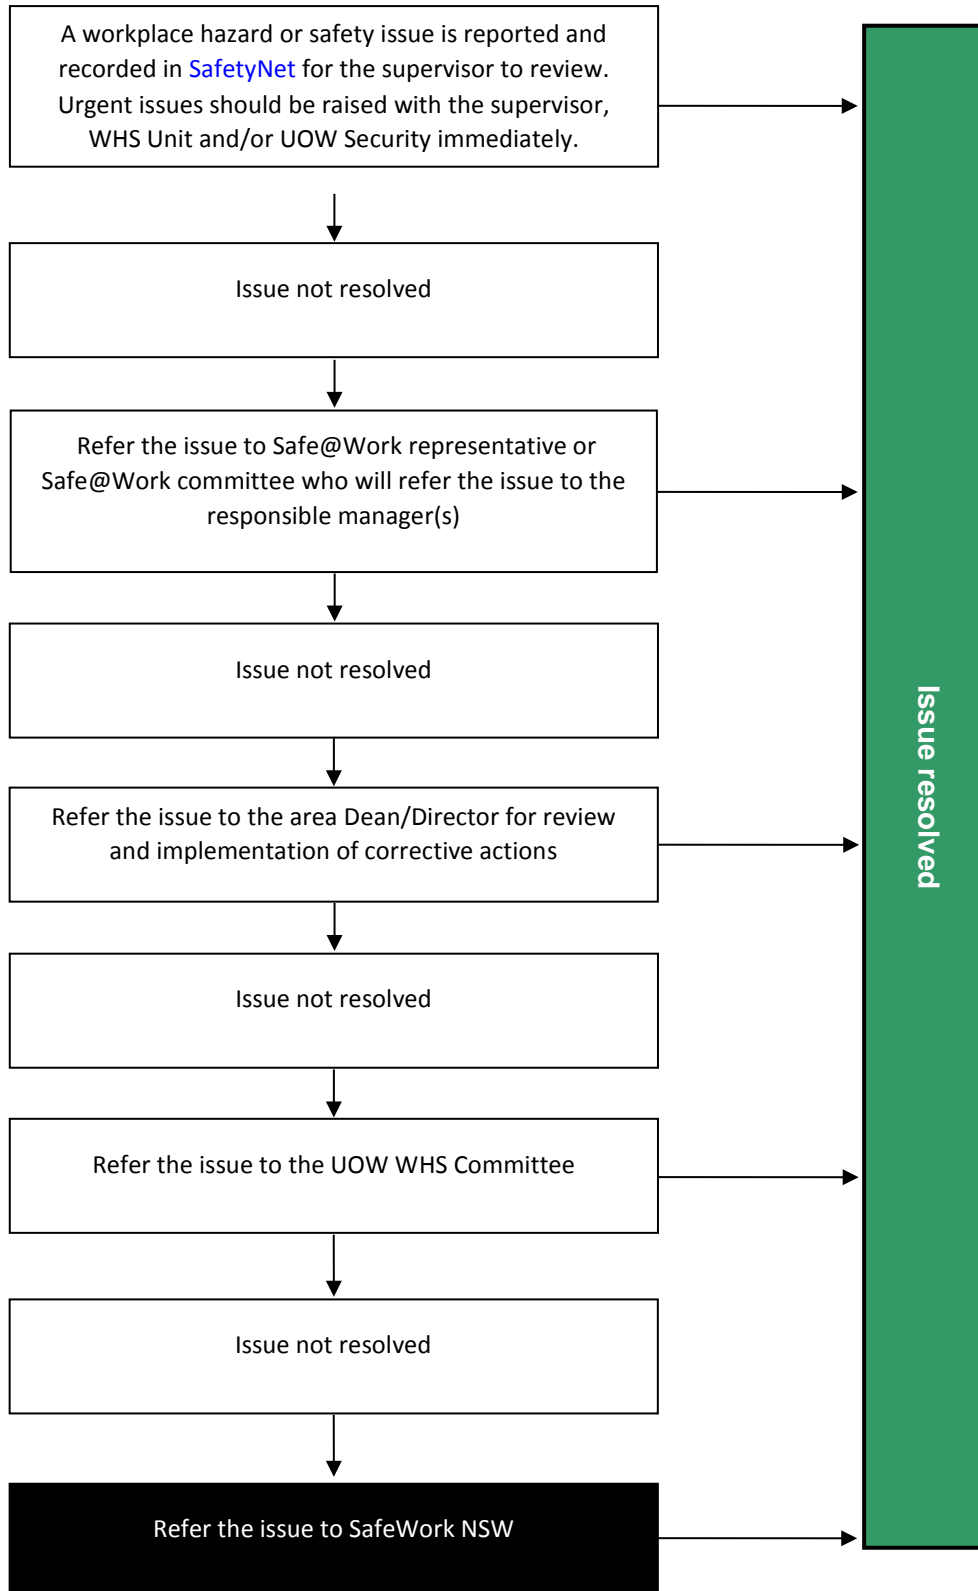 A workplace hazard or safety issue is reported and
recorded in SafetyNet for the supervisor to review.
Urgent issues should be raised with the supervisor,
WHS Unit and/or UOW Security immediately.
Issue not resolved
Refer the issue to Safe@Work representative or
Safe@Work committee who will refer the issue to the
responsible manager(s)
Issue not resolved
Refer the issue to the area Dean/Director for review
and implementation of corrective actions
Issue not resolved
Refer the issue to the UOW WHS Committee
Issue not resolved
Refer the issue to SafeWork NSW
Issue resolved